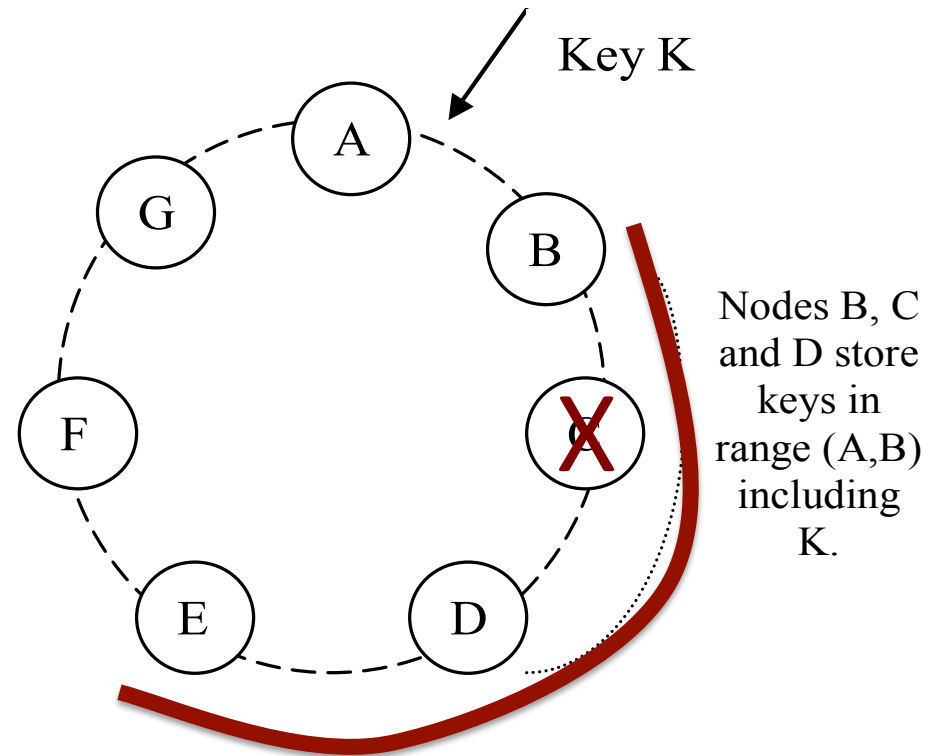 Key K
A
G
B
Nodes B, C
and D store
keys in
range (A,B)
including
K.
F
C
E
D